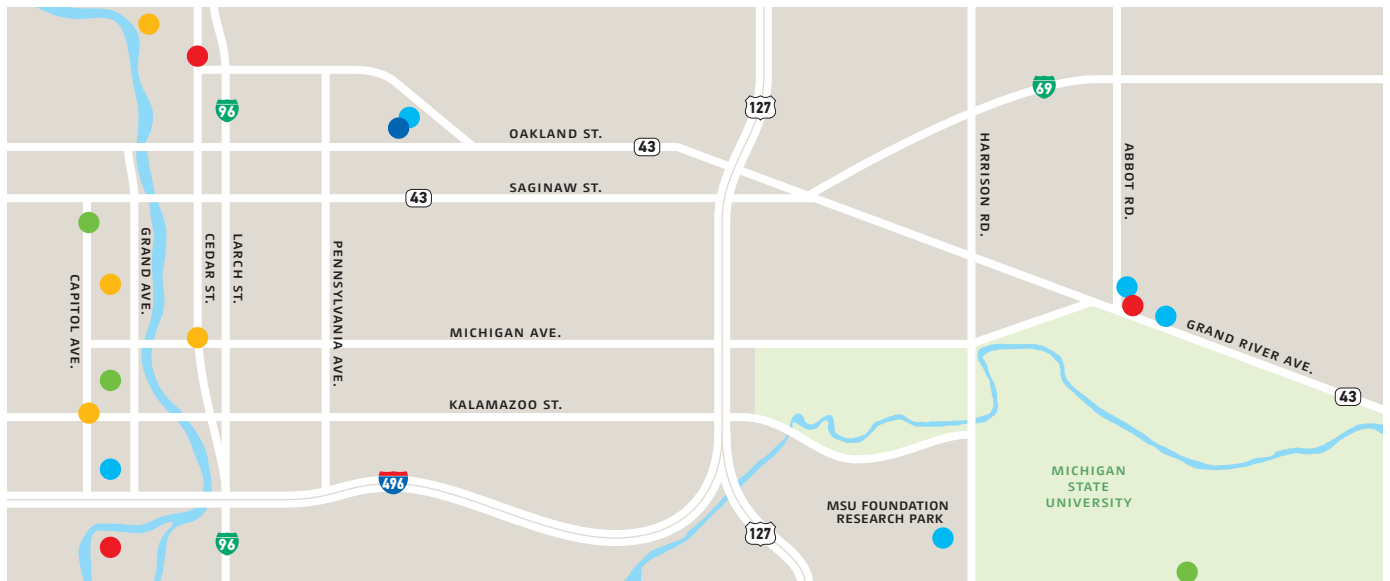 96
127
69
OAKLAND ST.
43
HARRISON RD.
ABBOT RD.
SAGINAW ST.
43
CAPITOL AVE.
GRAND AVE.
CEDAR ST.
LARCH ST.
PENNSYLVANIA AVE.
MICHIGAN AVE.
GRAND RIVER AVE.
43
KALAMAZOO ST.
496
MICHIGAN
STATE
UNIVERSITY
MSU FOUNDATION
RESEARCH PARK
96
127